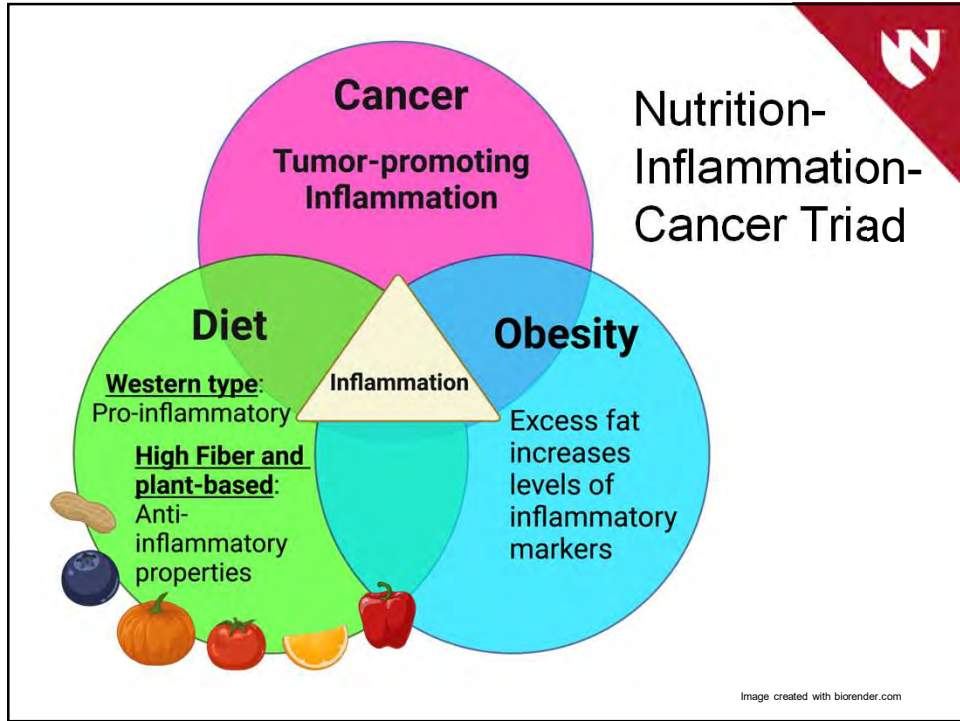 Nutrition-
Inflammation-
Cancer Triad
Cancer
Tumor-promoting
Inflammation
Diet
Western type:
Pro-inflammatory
High Fiber and
plant-based:
Anti-
inflammatory
properties
Inflammation
Obesity
Excess fat
increases
levels of
inflammatory
markers
Image created with biorender.com
N